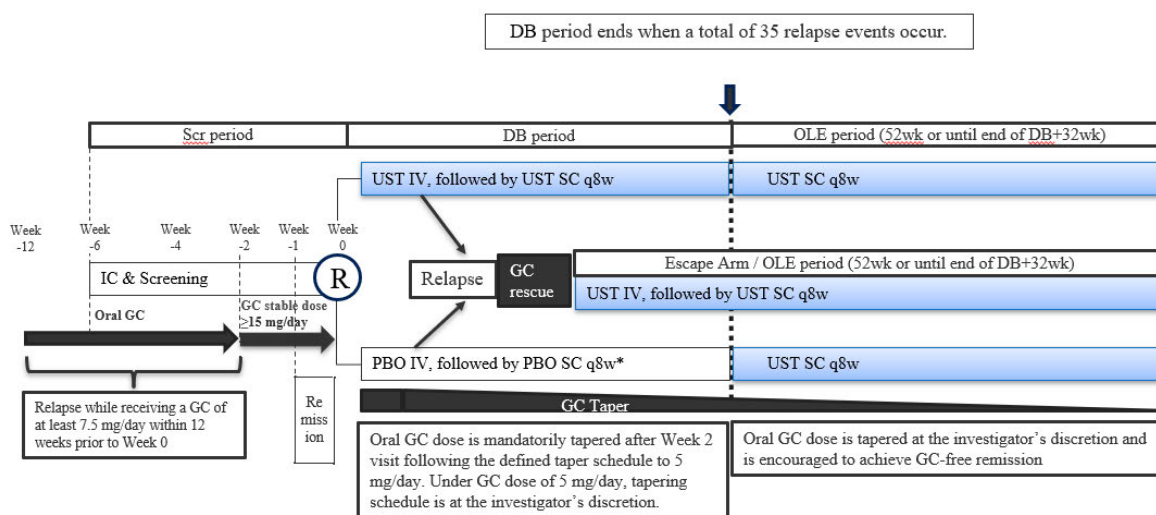 DB period ends when a total of 35 relapse events occur.
Scr period
DB period
OLE period (52wk or until end of DB+32wk)
UST IV, followed by UST SC q8w
UST SC q8w
Week
-12
Week
-6
Week
-4
Week
-2
Week
-1
Week
0
IC & Screening
R
Relapse
GC
rescue
Escape Arm / OLE period (52wk or until end of DB+32wk)
UST IV, followed by UST SC q8w
Oral GC
GC stable dose
≥15 mg/day
PBO IV, followed by PBO SC q8w*
UST SC q8w
Re
miss
ion
GC Taper
Relapse while receiving a GC of
at least 7.5 mg/day within 12
weeks prior to Week 0
Oral GC dose is mandatorily tapered after Week 2
visit following the defined taper schedule to 5
mg/day. Under GC dose of 5 mg/day, tapering
schedule is at the investigator’s discretion.
Oral GC dose is tapered at the investigator’s discretion and
is encouraged to achieve GC-free remission